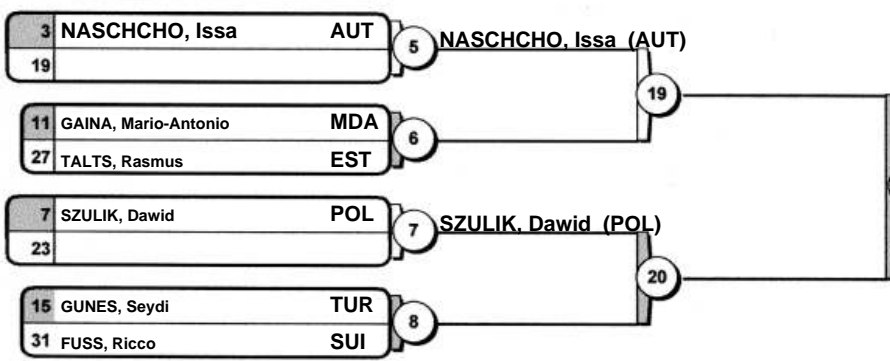 3 NASCHCHO, Issa AUT
5 NASCHCHO, Issa (AUT)
19
19
11 GAINA, Mario-Antonio MDA
6
27 TALTS, Rasmus EST
7 SZULIK, Dawid POL
7 SZULIK, Dawid (POL)
23
20
15 GUNES, Seydi TUR
8
31 FUSS, Ricco SUI